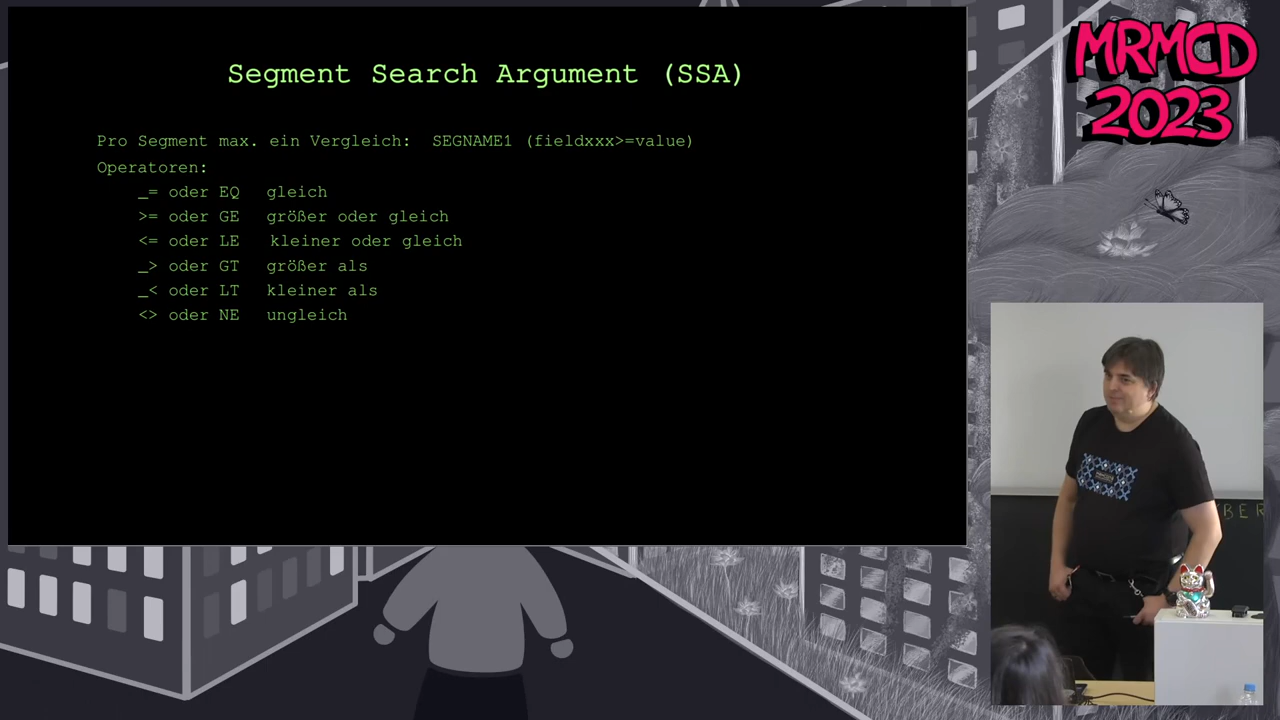 Segment Search Argument (SSA)
Pro Segment max. ein Vergleich: SEGNAME1 (fieldxxx>=value)
Operatoren:
_= oder EQ gleich
>= oder GE größer oder gleich
<= oder LE kleiner oder gleich
_> oder GT größer als
_< oder LT kleiner als
<> oder NE ungleich
MRMCD
2023
BER